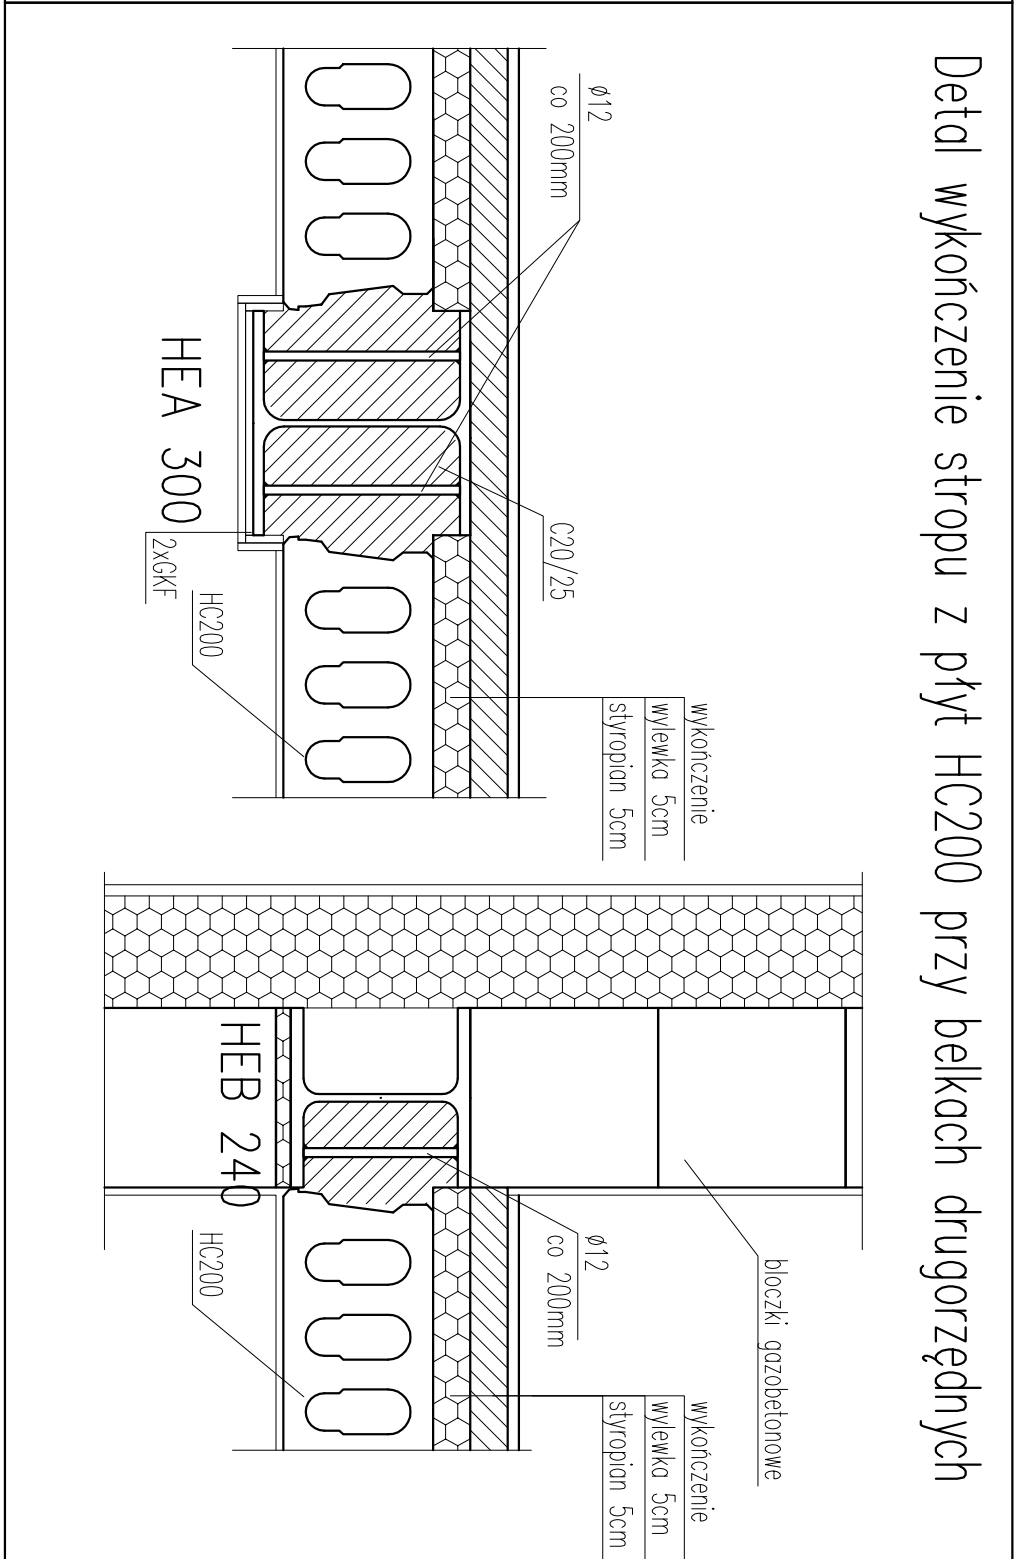 Detal wykończenie stropu z płyt HC200 przy belkach drugorzędnych
ø12
co 200mm
C20/25
wykończenie
wylewka 5cm
styropian 5cm
HEA 300
2xGKF
HC200
bloczki gazobetonowe
ø12
co 200mm
wykończenie
wylewka 5cm
styropian 5cm
HEB 240
HC200